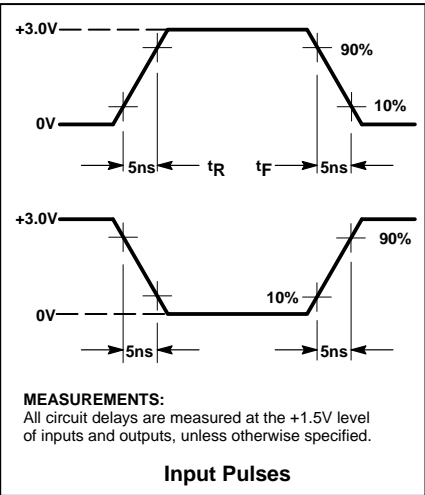 +3.0V
90%
10%
0V
5ns tR tF 5ns
+3.0V
90%
10%
0V
5ns 5ns
MEASUREMENTS:
All circuit delays are measured at the +1.5V level
of inputs and outputs, unless otherwise specified.
Input Pulses